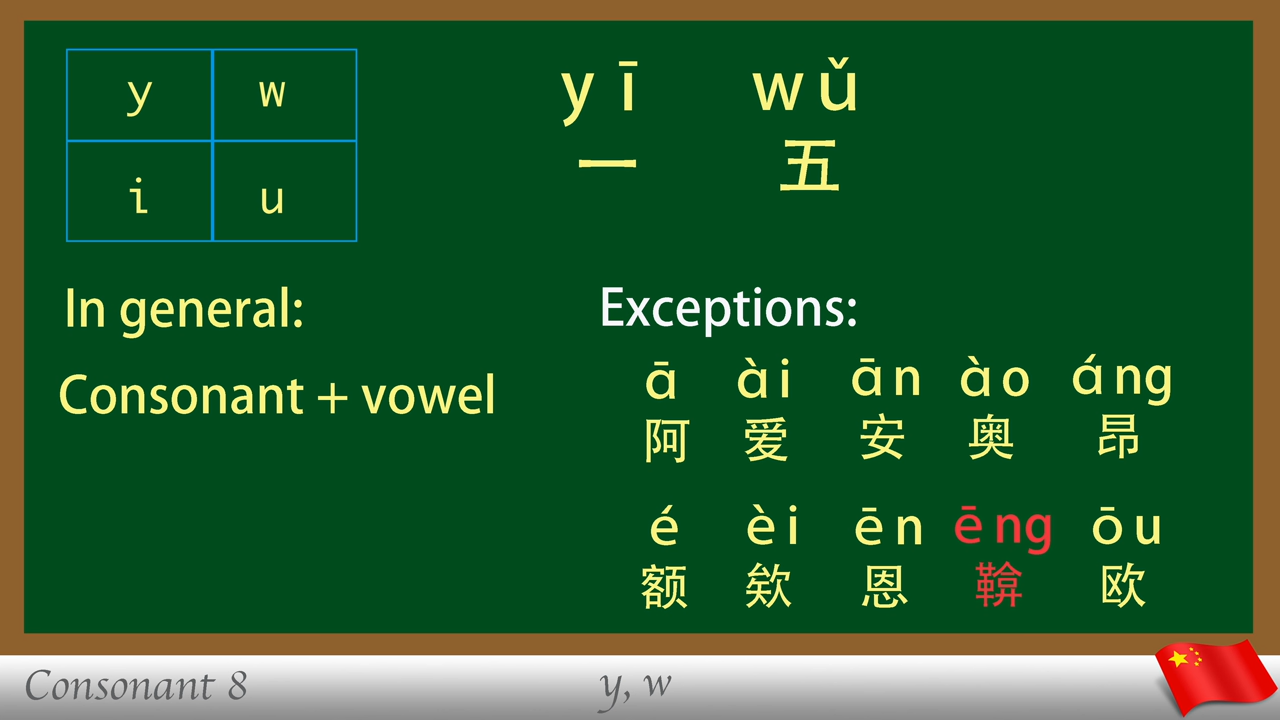 y w
i u
yī wǔ
一 五
In general:
Consonant + vowel
Exceptions:
ā ài ān ào áng
阿 爱 安 奥 昂
é èi ēn ēng ōu
额 欸 恩 鞥 欧
Consonant 8
y, w